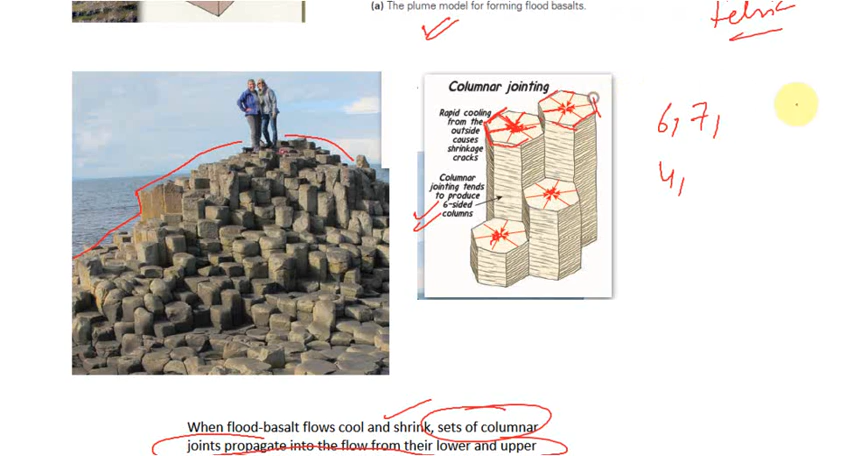 (a) The plume model for forming flood basalts.
Columnar jointing
Rapid cooling
from the
outside
causes
shrinkage
cracks
Columnar
jointing tends
to produce
6-sided
columns
6, 7,
4,
When flood-basalt flows cool and shrink, sets of columnar
joints propagate into the flow from their lower and upper